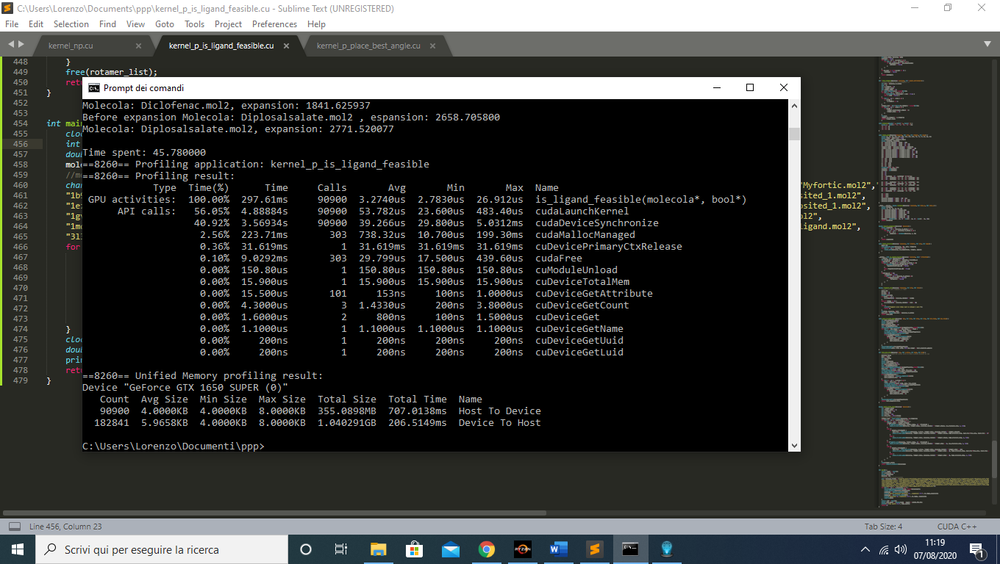 C:\Users\Lorenzo\Documents\ppp\kernel_p_is_ligand_feasible.cu - Sublime Text (UNREGISTERED)
File Edit Selection Find View Goto Tools Project Preferences Help
kernel_np.cu kernel_p_is_ligand_feasible.cu kernel_p_place_best_angle.cu
448 }
449 free(rotamer_list);
450
451 }
452
453
454 int
455
456 int
457
458
459
460
461
462
463
464
465
466 for
467
468
469
470
471
472
473
474 }
475
476
477
478
479 }
Prompt dei comandi
Molecola: Diclofenac.mol2, expansion: 1841.625937
Before expansion Molecola: Diplosalsalate.mol2 , espansion: 2658.705800
Molecola: Diplosalsalate.mol2, expansion: 2771.520077
Time spent: 45.780000
==8260== Profiling application: kernel_p_is_ligand_feasible
==8260== Profiling result:
Type Time(%) Time Calls Avg Min Max Name
GPU activities: 100.00% 297.61ms 90900 3.2740us 2.7830us 26.912us is_ligand_feasible(molecola*, bool*)
API calls: 56.05% 4.88884s 90900 53.782us 23.600us 483.40us cudaLaunchKernel
40.92% 3.56934s 90900 39.266us 29.800us 5.0312ms cudaDeviceSynchronize
2.56% 223.71ms 303 738.32us 10.700us 199.30ms cudaMallocManaged
0.36% 31.619ms 1 31.619ms 31.619ms 31.619ms cuDevicePrimaryCtxRelease
0.10% 9.0292ms 303 29.799us 17.500us 439.60us cudaFree
0.00% 150.80us 1 150.80us 150.80us 150.80us cuModuleUnload
0.00% 15.900us 1 15.900us 15.900us 15.900us cuDeviceTotalMem
0.00% 15.500us 101 153ns 100ns 1.0000us cuDeviceGetAttribute
0.00% 4.3000us 3 1.4330us 200ns 3.8000us cuDeviceGetCount
0.00% 1.6000us 2 800ns 100ns 1.5000us cuDeviceGet
0.00% 1.1000us 1 1.1000us 1.1000us 1.1000us cuDeviceGetName
0.00% 200ns 1 200ns 200ns 200ns cuDeviceGetUuid
0.00% 200ns 1 200ns 200ns 200ns cuDeviceGetLuid
==8260== Unified Memory profiling result:
Device "GeForce GTX 1650 SUPER (0)"
Count Avg Size Min Size Max Size Total Size Total Time Name
90900 4.0000KB 4.0000KB 8.0000KB 355.0898MB 707.0138ms Host To Device
182841 5.9658KB 4.0000KB 8.0000KB 1.040291GB 206.5149ms Device To Host
C:\Users\Lorenzo\Documenti\ppp>
"Myfortic.mol2",
sited_1.mol2",
osited_1.mol2",
ol2",
ligand.mol2",
Line 456, Column 23 Tab Size: 4 CUDA C++
Scrivi qui per eseguire la ricerca
RYZEN
11:19
07/08/2020
1